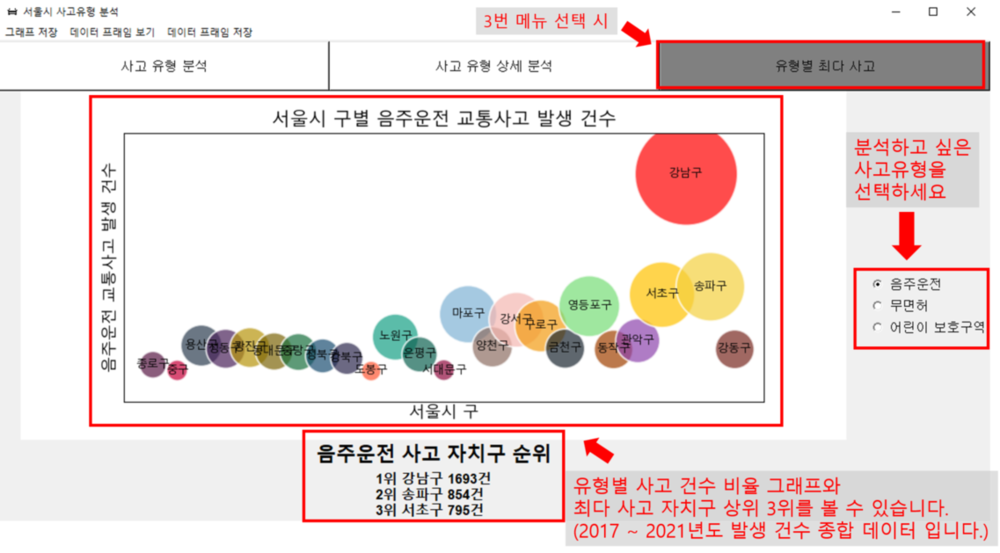 서울시 사고유형 분석
그래프 저장 데이터 프레임 보기 데이터 프레임 저장
3번 메뉴 선택 시
사고 유형 분석
사고 유형 상세 분석
유형별 최다 사고
서울시 구별 음주운전 교통사고 발생 건수
음주운전 교통사고 발생 건수
강남구
송파구
서초구
영등포구
마포구
강서구
구로구
노원구
용산구
성동구
광진구
강북구
성북구
은평구
양천구
금천구
동작구
관악구
강동구
종로구
중구
도봉구
서대문구
서울시 구
분석하고 싶은
사고유형을
선택하세요
음주운전
무면허
어린이 보호구역
음주운전 사고 자치구 순위
1위 강남구 1693건
2위 송파구 854건
3위 서초구 795건
유형별 사고 건수 비율 그래프와
최다 사고 자치구 상위 3위를 볼 수 있습니다.
(2017 ~ 2021년도 발생 건수 종합 데이터 입니다.)